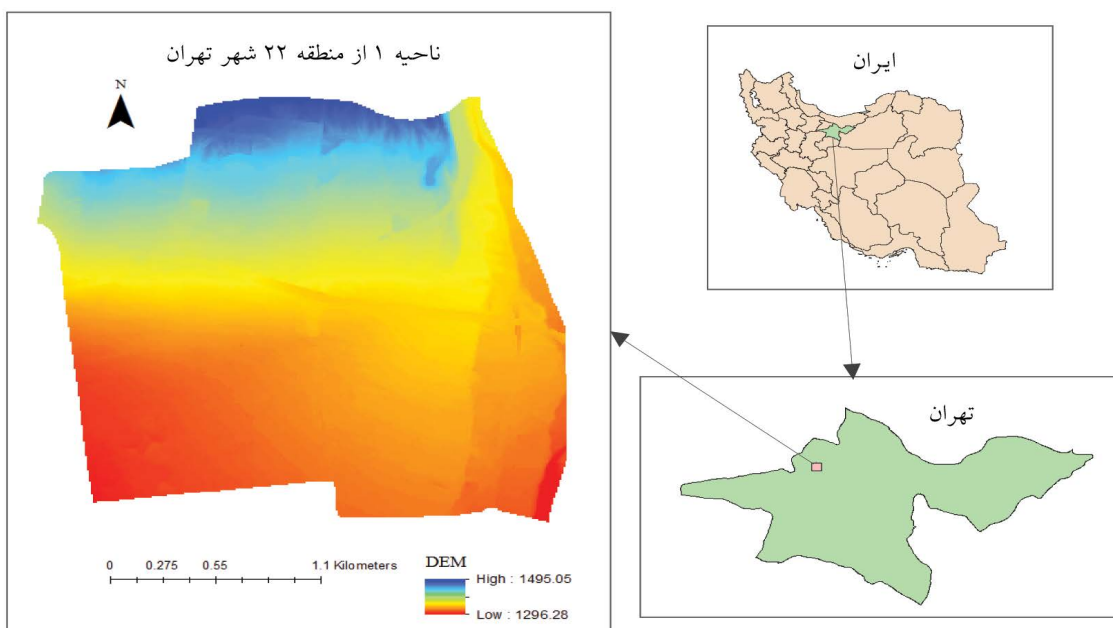 ناحیه ۱ از منطقه ۲۲ شهر تهران
N
0 0.275 0.55 1.1 Kilometers
DEM
High : 1495.05
Low : 1296.28
ایران
تهران